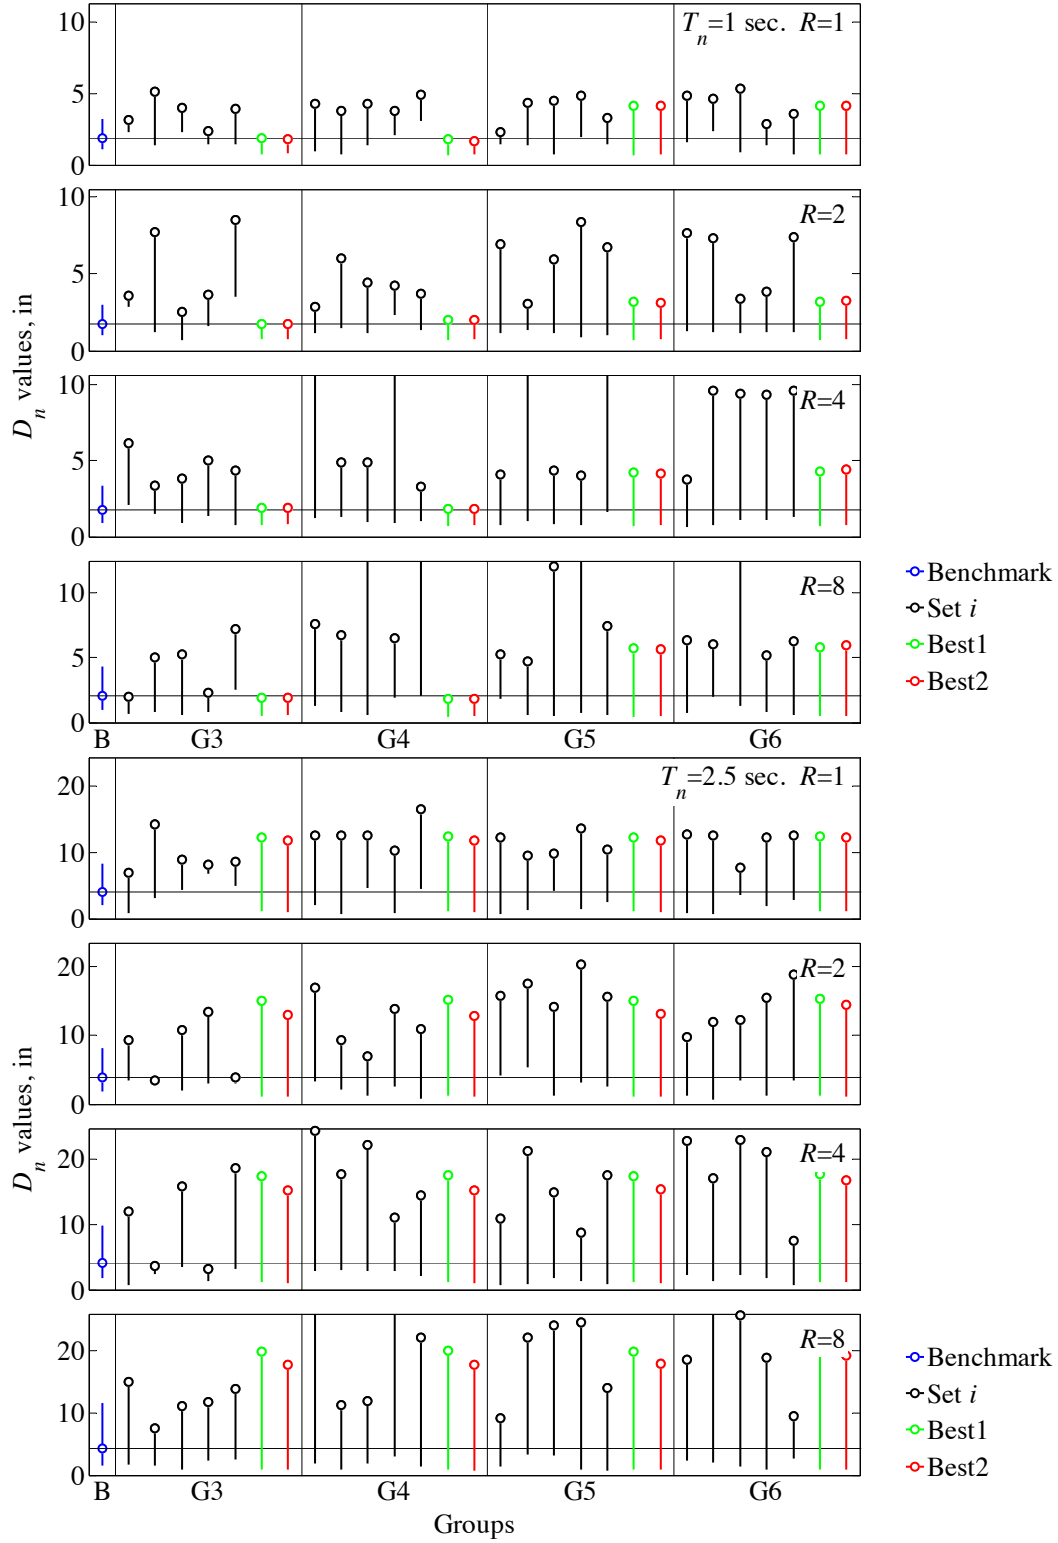 10
5
0
T_n=1 sec. R=1
10
5
0
R=2
10
5
0
R=4
10
5
0
R=8
D_n values, in
B G3 G4 G5 G6
Benchmark
Set i
Best1
Best2
20
10
0
T_n=2.5 sec. R=1
20
10
0
R=2
20
10
0
R=4
20
10
0
R=8
D_n values, in
B G3 G4 G5 G6
Groups
Benchmark
Set i
Best1
Best2